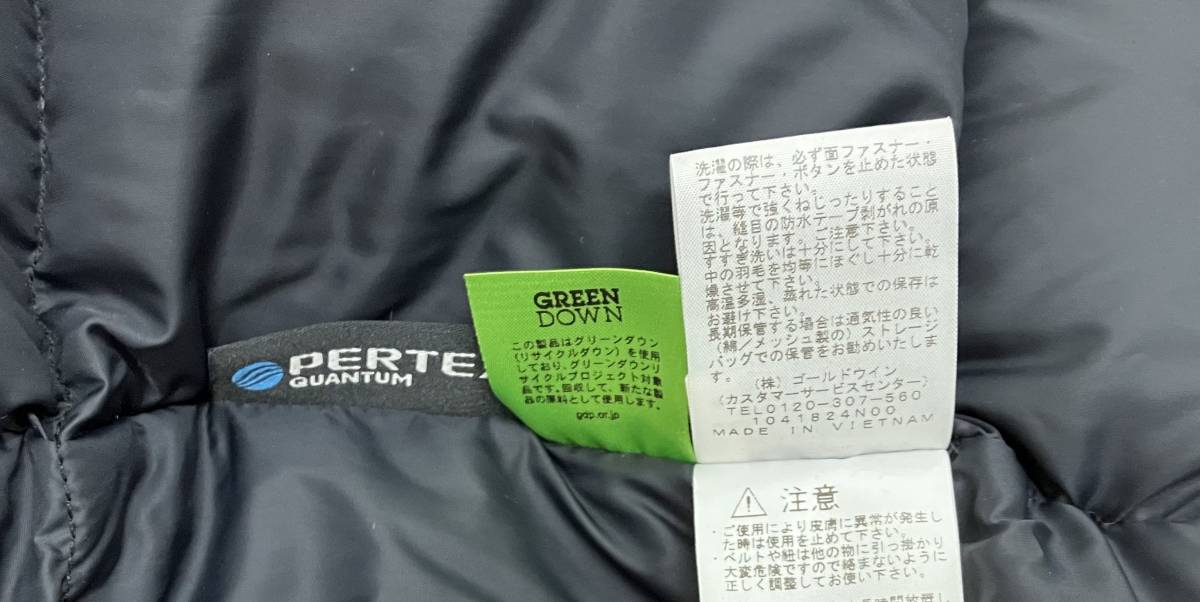 PERTEX
QUANTUM
GREEN
DOWN
この製品はグリーンダウン
(リサイクルダウン)を使用
しており、グリーンダウンリ
サイクルプロジェクト対象
品です。回収して、新たな製
品の原料として使用します。
gdp.or.jp
洗濯の際は、必ず面ファスナー・
ファスナー・ボタンを止めた状態
で行って下さい。
洗濯等で強くねじったりすること
は、縫目の防水テープ剥がれの原
因となります。ご注意下さい。
すすぎ洗いは十分にして下さい。
中の羽毛を均等にほぐし十分に乾
燥させて下さい。
高温多湿、蒸れた状態での保存は
お避け下さい。
長期保管する場合は通気性の良い
(綿/メッシュ製の)ストレージ
バッグでの保管をお勧めいたしま
す。
(株)ゴールドウイン
(カスタマーサービスセンター)
TEL0120-307-560
1041824N00
MADE IN VIETNAM
注意
・ご使用により皮膚に異常が発生し
た時は使用を止めて下さい。
・ベルトや紐は他の物に引っ掛かり
大変危険ですので絡まないように
正しく調整してお使い下さい。